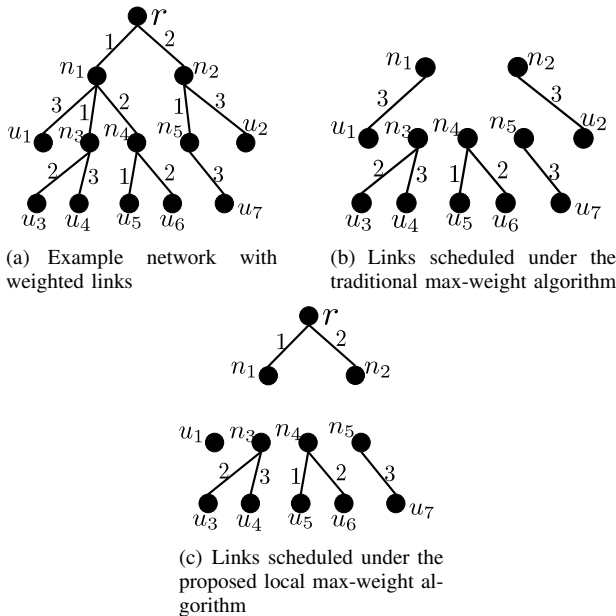 r
1 2
n₁ n₂
3 1 2 1 3
u₁ n₃ n₄ n₅ u₂
2 3 1 2 3
u₃ u₄ u₅ u₆ u₇
(a) Example network with
weighted links
n₁ n₂
3 3
u₁ n₃ n₄ n₅ u₂
2 3 1 2 3
u₃ u₄ u₅ u₆ u₇
(b) Links scheduled under the
traditional max-weight algorithm
r
1 2
n₁ n₂
u₁ n₃ n₄ n₅
2 3 1 2 3
u₃ u₄ u₅ u₆ u₇
(c) Links scheduled under the
proposed local max-weight al-
gorithm